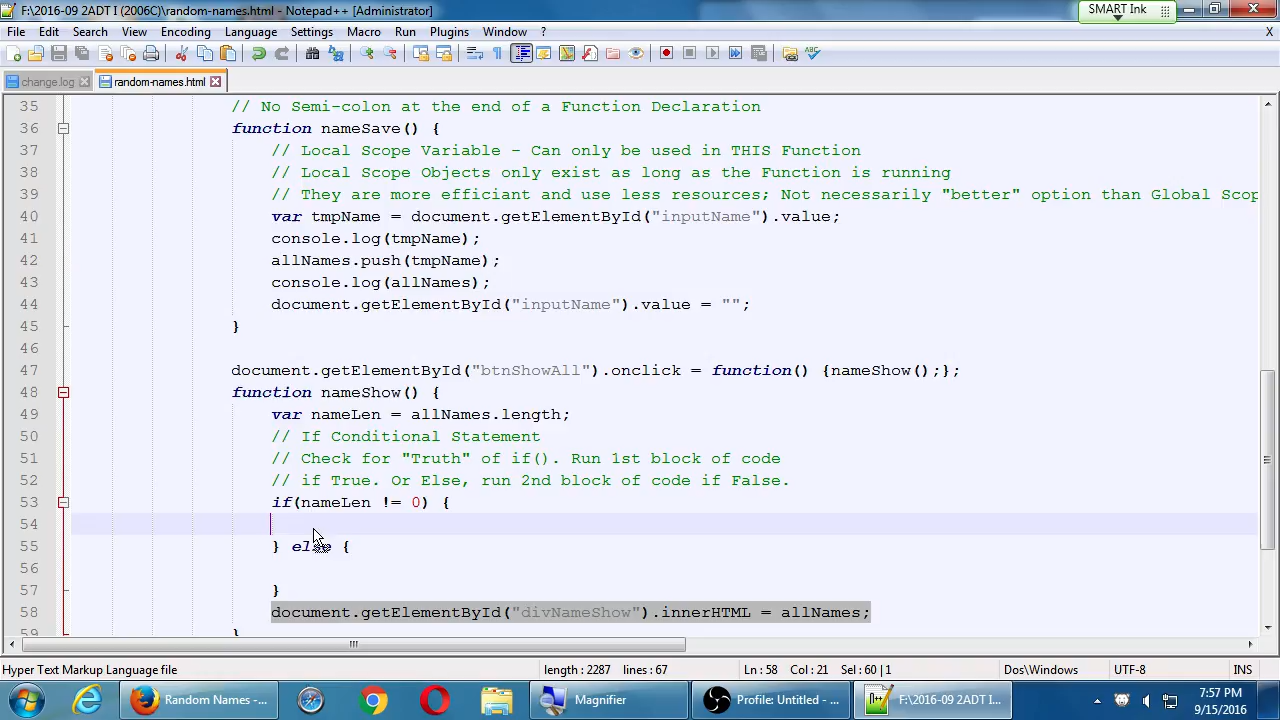 F:\2016-09 2ADT I (2006C)\random-names.html - Notepad++ [Administrator]
SMART Ink
File Edit Search View Encoding Language Settings Macro Run Plugins Window ? X
change.log random-names.html
35 // No Semi-colon at the end of a Function Declaration
36 function nameSave() {
37 // Local Scope Variable - Can only be used in THIS Function
38 // Local Scope Objects only exist as long as the Function is running
39 // They are more efficiant and use less resources; Not necessarily "better" option than Global Scop
40 var tmpName = document.getElementById("inputName").value;
41 console.log(tmpName);
42 allNames.push(tmpName);
43 console.log(allNames);
44 document.getElementById("inputName").value = "";
45 }
46
47 document.getElementById("btnShowAll").onclick = function() {nameShow();};
48 function nameShow() {
49 var nameLen = allNames.length;
50 // If Conditional Statement
51 // Check for "Truth" of if(). Run 1st block of code
52 // if True. Or Else, run 2nd block of code if False.
53 if(nameLen != 0) {
54
55 } else {
56
57 }
58 document.getElementById("divNameShow").innerHTML = allNames;
59 }
Hyper Text Markup Language file length : 2287 lines : 67 Ln : 58 Col : 21 Sel : 60 | 1 Dos\Windows UTF-8 INS
Random Names -... Magnifier Profile: Untitled - ... F:\2016-09 2ADT I... 7:57 PM
9/15/2016